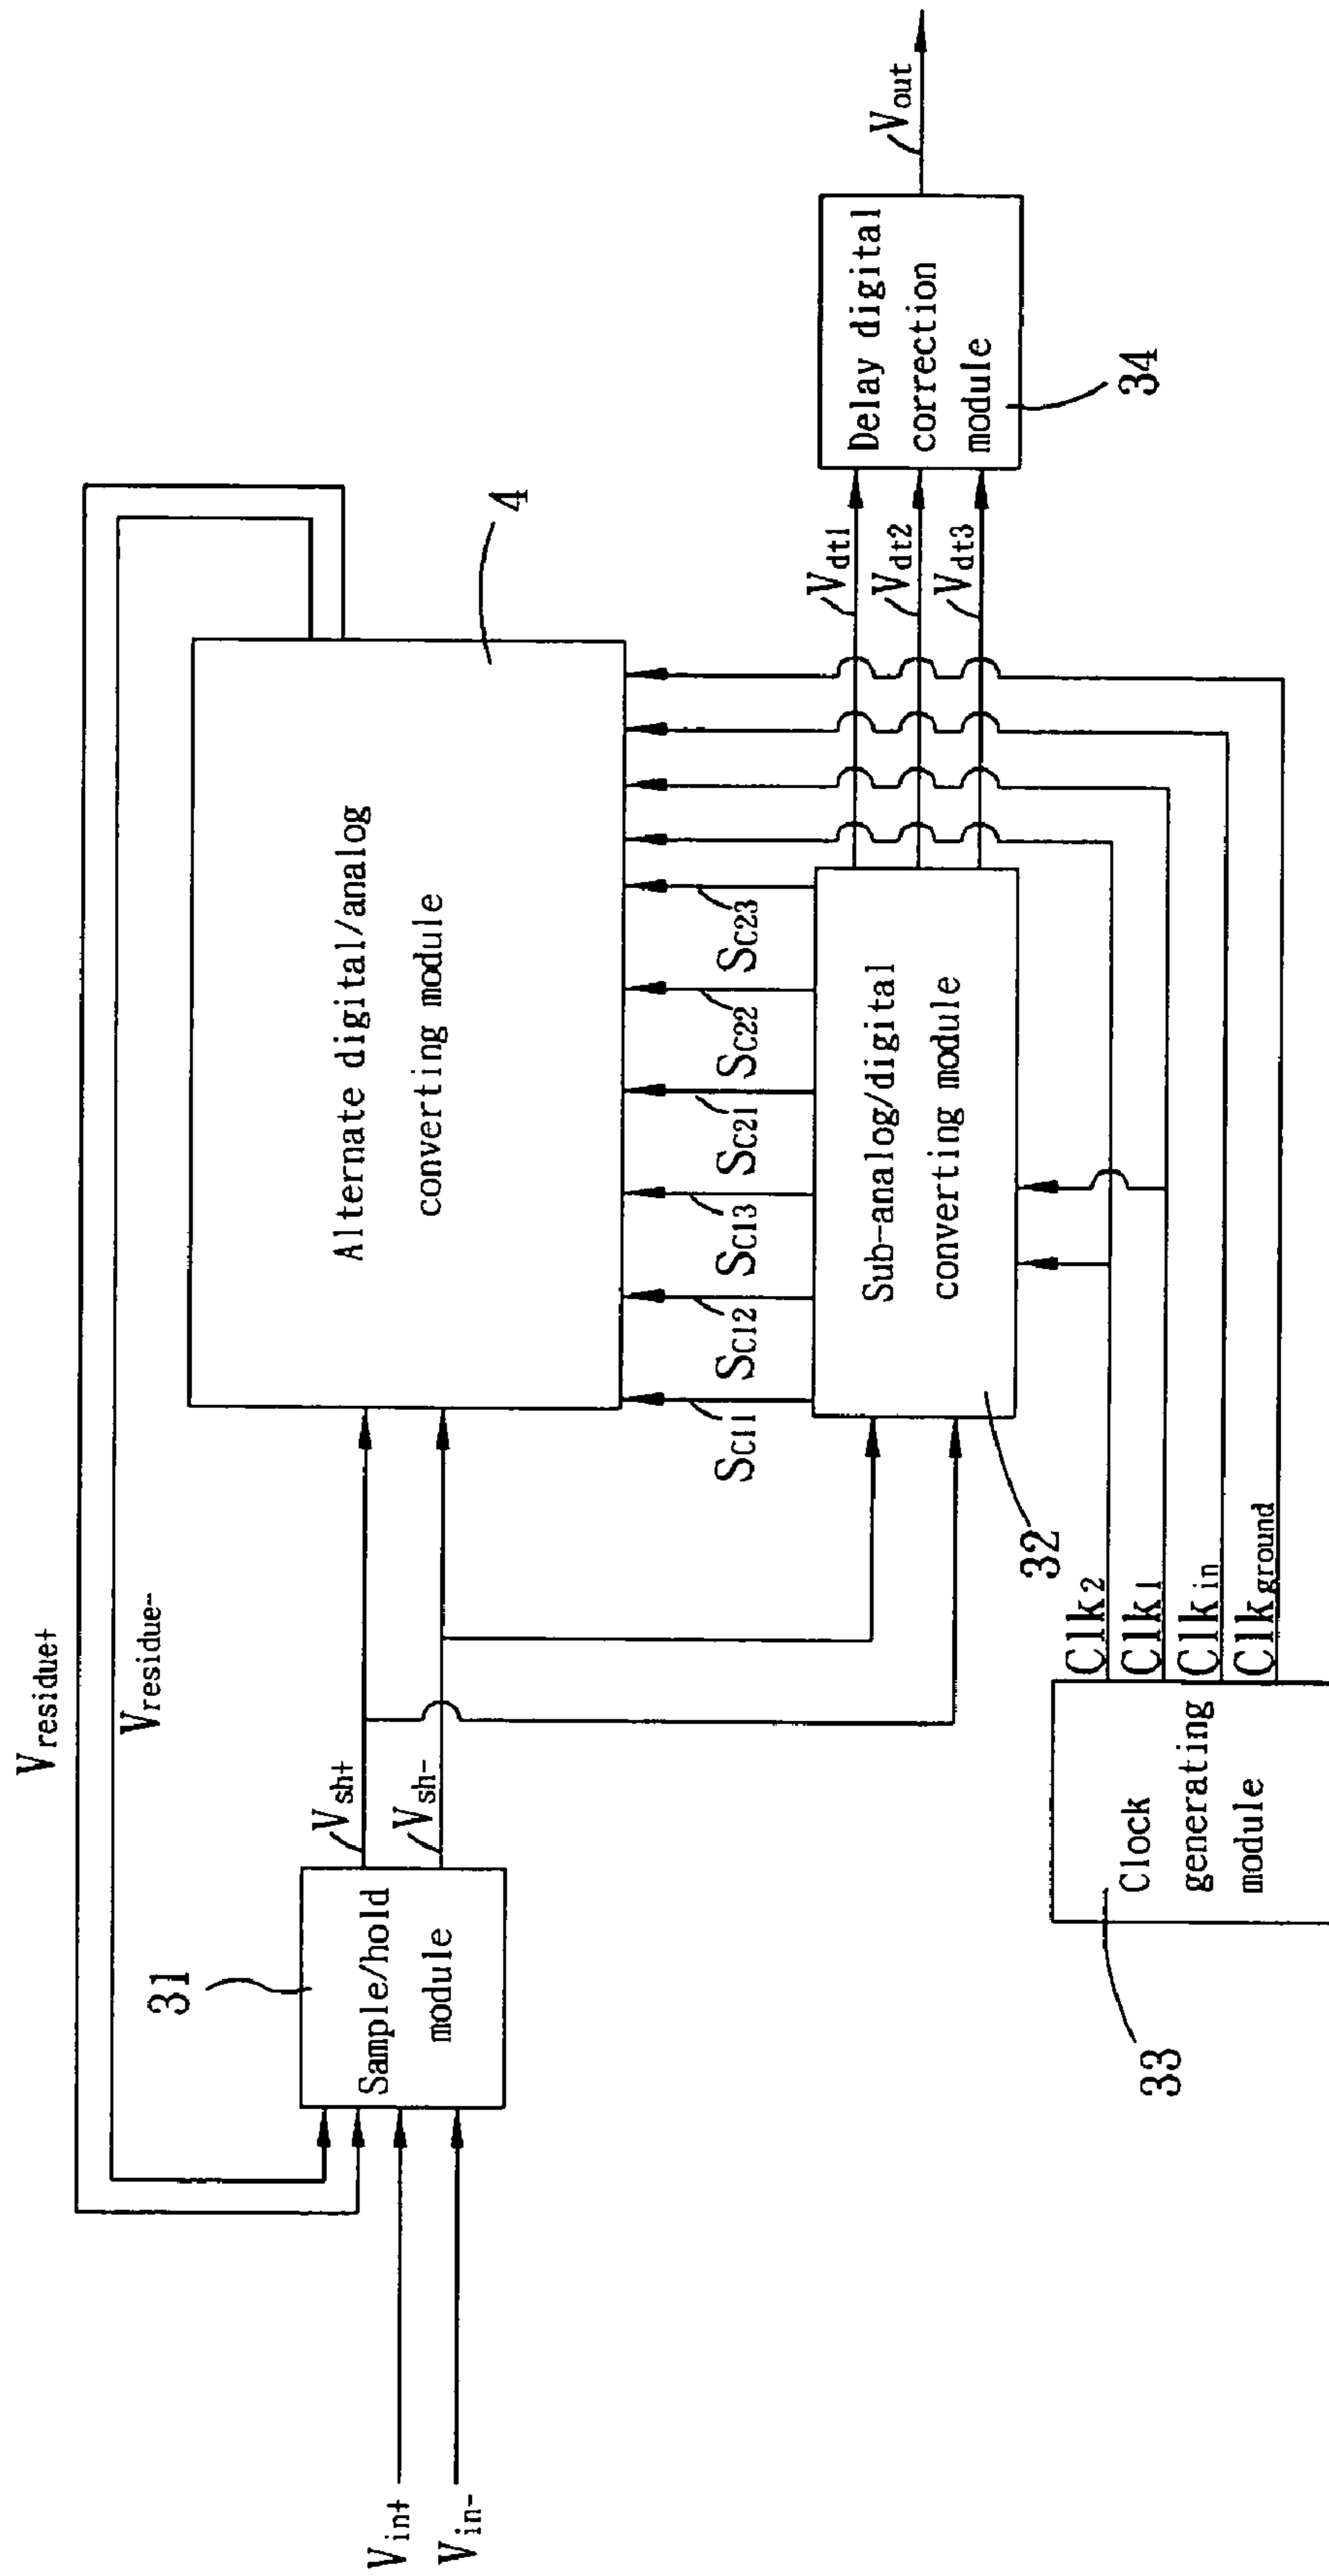 Vresidue+
Vresidue--
31
Sample/hold
module
Vin+
Vin-
Vsh+
Vsh-
4
Alternate digital/analog
converting module
SC11
SC12
SC13
SC21
SC22
SC23
32
Sub-analog/digital
converting module
Vdt1
Vdt2
Vdt3
Delay digital
correction
module
34
Vout
33
Clock
generating
module
Clk2
Clk1
Clkin
Clkground